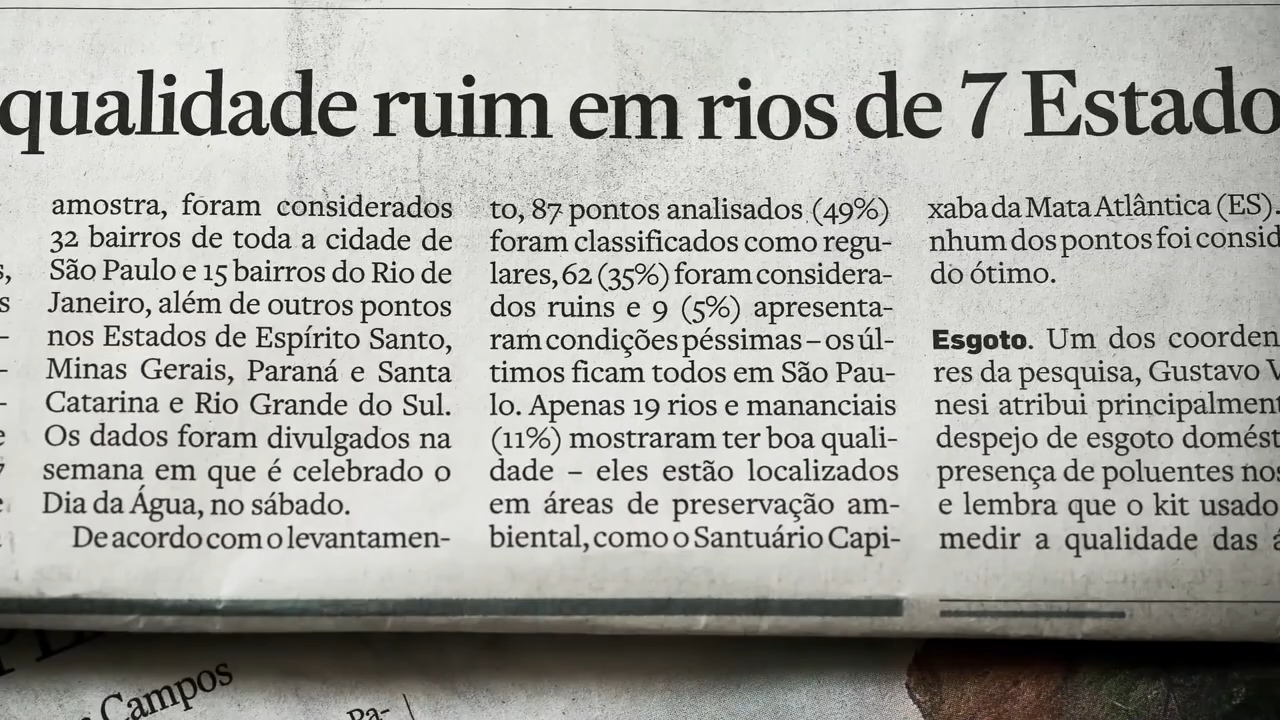 qualidade ruim em rios de 7 Estado
amostra, foram considerados
32 bairros de toda a cidade de
São Paulo e 15 bairros do Rio de
Janeiro, além de outros pontos
nos Estados de Espírito Santo,
Minas Gerais, Paraná e Santa
Catarina e Rio Grande do Sul.
Os dados foram divulgados na
semana em que é celebrado o
Dia da Água, no sábado.
De acordo com o levantamen-
to, 87 pontos analisados (49%)
foram classificados como regu-
lares, 62 (35%) foram considera-
dos ruins e 9 (5%) apresenta-
ram condições péssimas – os úl-
timos ficam todos em São Pau-
lo. Apenas 19 rios e mananciais
(11%) mostraram ter boa quali-
dade – eles estão localizados
em áreas de preservação am-
biental, como o Santuário Capi-
xaba da Mata Atlântica (ES).
nhum dos pontos foi consid
do ótimo.
Esgoto. Um dos coorden
res da pesquisa, Gustavo V
nesi atribui principalment
despejo de esgoto domést
presença de poluentes nos
e lembra que o kit usado
medir a qualidade das á
Campos
Pa-